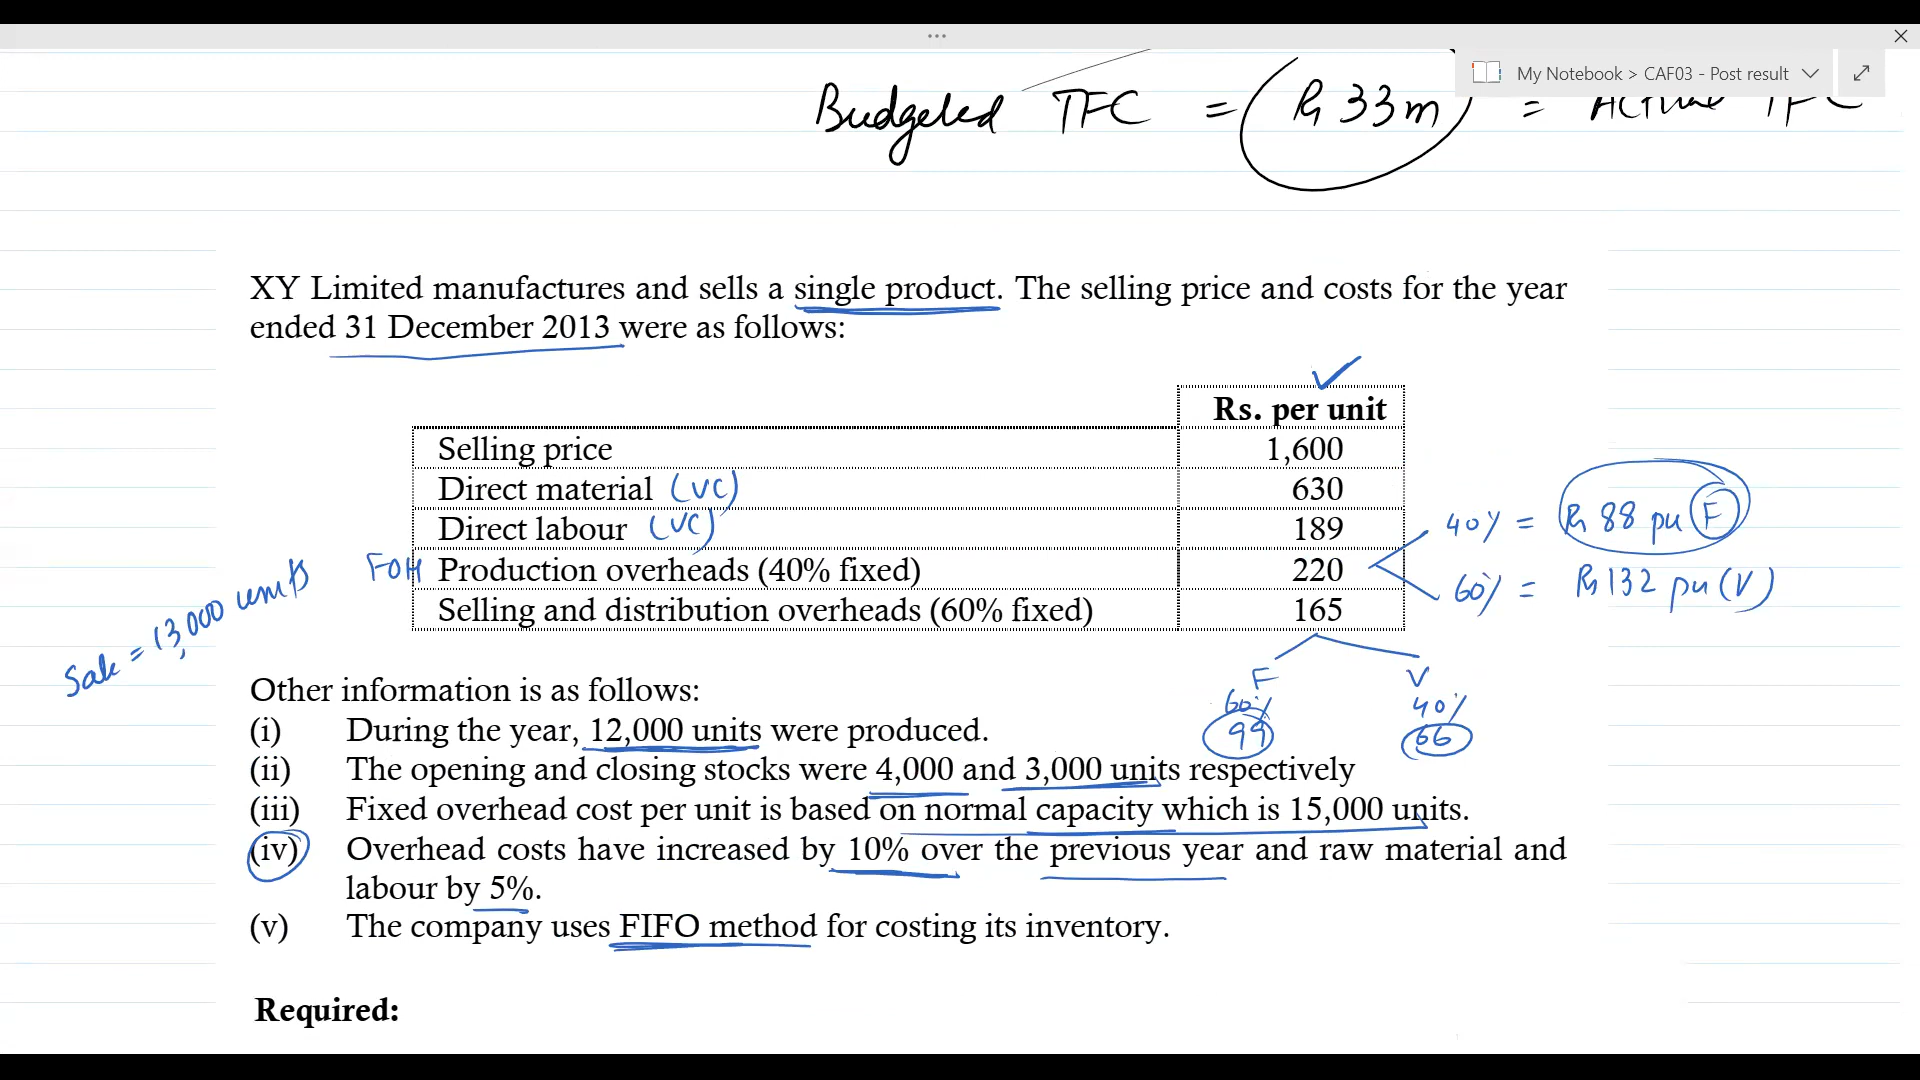 My Notebook > CAF03 - Post result
Budgeted TFC = Rs 33m = Actual TFC
XY Limited manufactures and sells a single product. The selling price and costs for the year
ended 31 December 2013 were as follows:
Rs. per unit
Selling price 1,600
Direct material (VC) 630
Direct labour (VC) 189
FOH Production overheads (40% fixed) 220
Selling and distribution overheads (60% fixed) 165
40% = Rs 88 pu (F)
60% = Rs 132 pu (V)
Sale = 13,000 units
F V
60% 40%
99 66
Other information is as follows:
(i) During the year, 12,000 units were produced.
(ii) The opening and closing stocks were 4,000 and 3,000 units respectively
(iii) Fixed overhead cost per unit is based on normal capacity which is 15,000 units.
(iv) Overhead costs have increased by 10% over the previous year and raw material and
labour by 5%.
(v) The company uses FIFO method for costing its inventory.
Required: